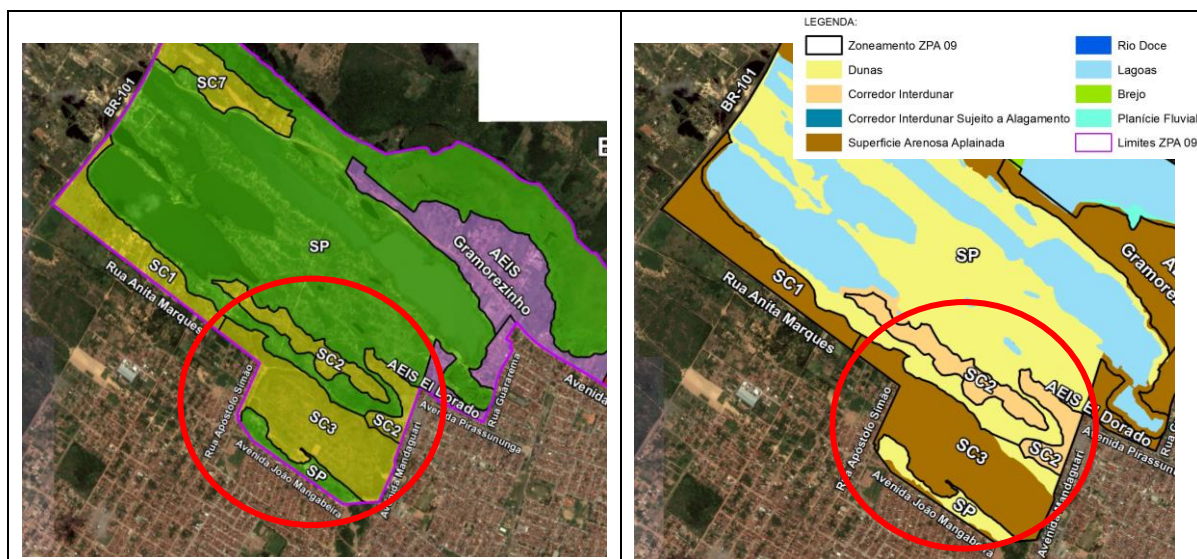 BR-101
SC7
SP
AEIS
Gramorezinho
SC1
Rua Anita Marques
SC2
AEIS El Dorado
Rua Guararema
Avenida
Avenida Pirassununga
Rua Apóstolo Simão
SC3
SC2
SP
Avenida João Mangabeira
Avenida Mandaguari
E
LEGENDA:
Zoneamento ZPA 09
Dunas
Corredor Interdunar
Corredor Interdunar Sujeito a Alagamento
Superfície Arenosa Aplainada
Rio Doce
Lagoas
Brejo
Planície Fluvial
Limites ZPA 09
BR-101
SP
Gramorezinho
SC1
Rua Anita Marques
SC2
AEIS El Dorado
Avenida Pirassununga
Rua Apóstolo Simão
SC3
SC2
SP
Avenida João Mangabeira
Avenida Mandaguari